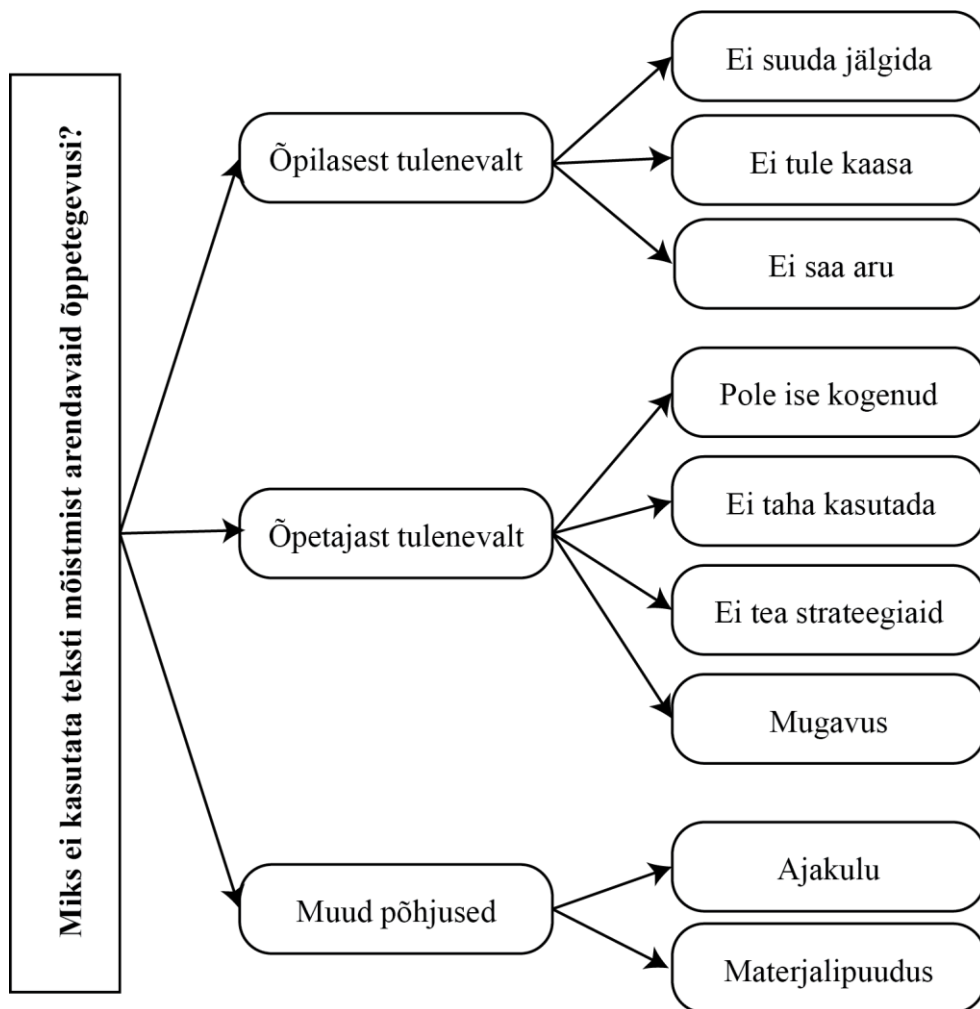 Miks ei kasutata teksti mõistmist arendavaid õppetegevusi?
Õpilasest tulenevalt
Ei suuda jälgida
Ei tule kaasa
Ei saa aru
Õpetajast tulenevalt
Pole ise kogenud
Ei taha kasutada
Ei tea strateegiaid
Mugavus
Muud põhjused
Ajakulu
Materjalipuudus